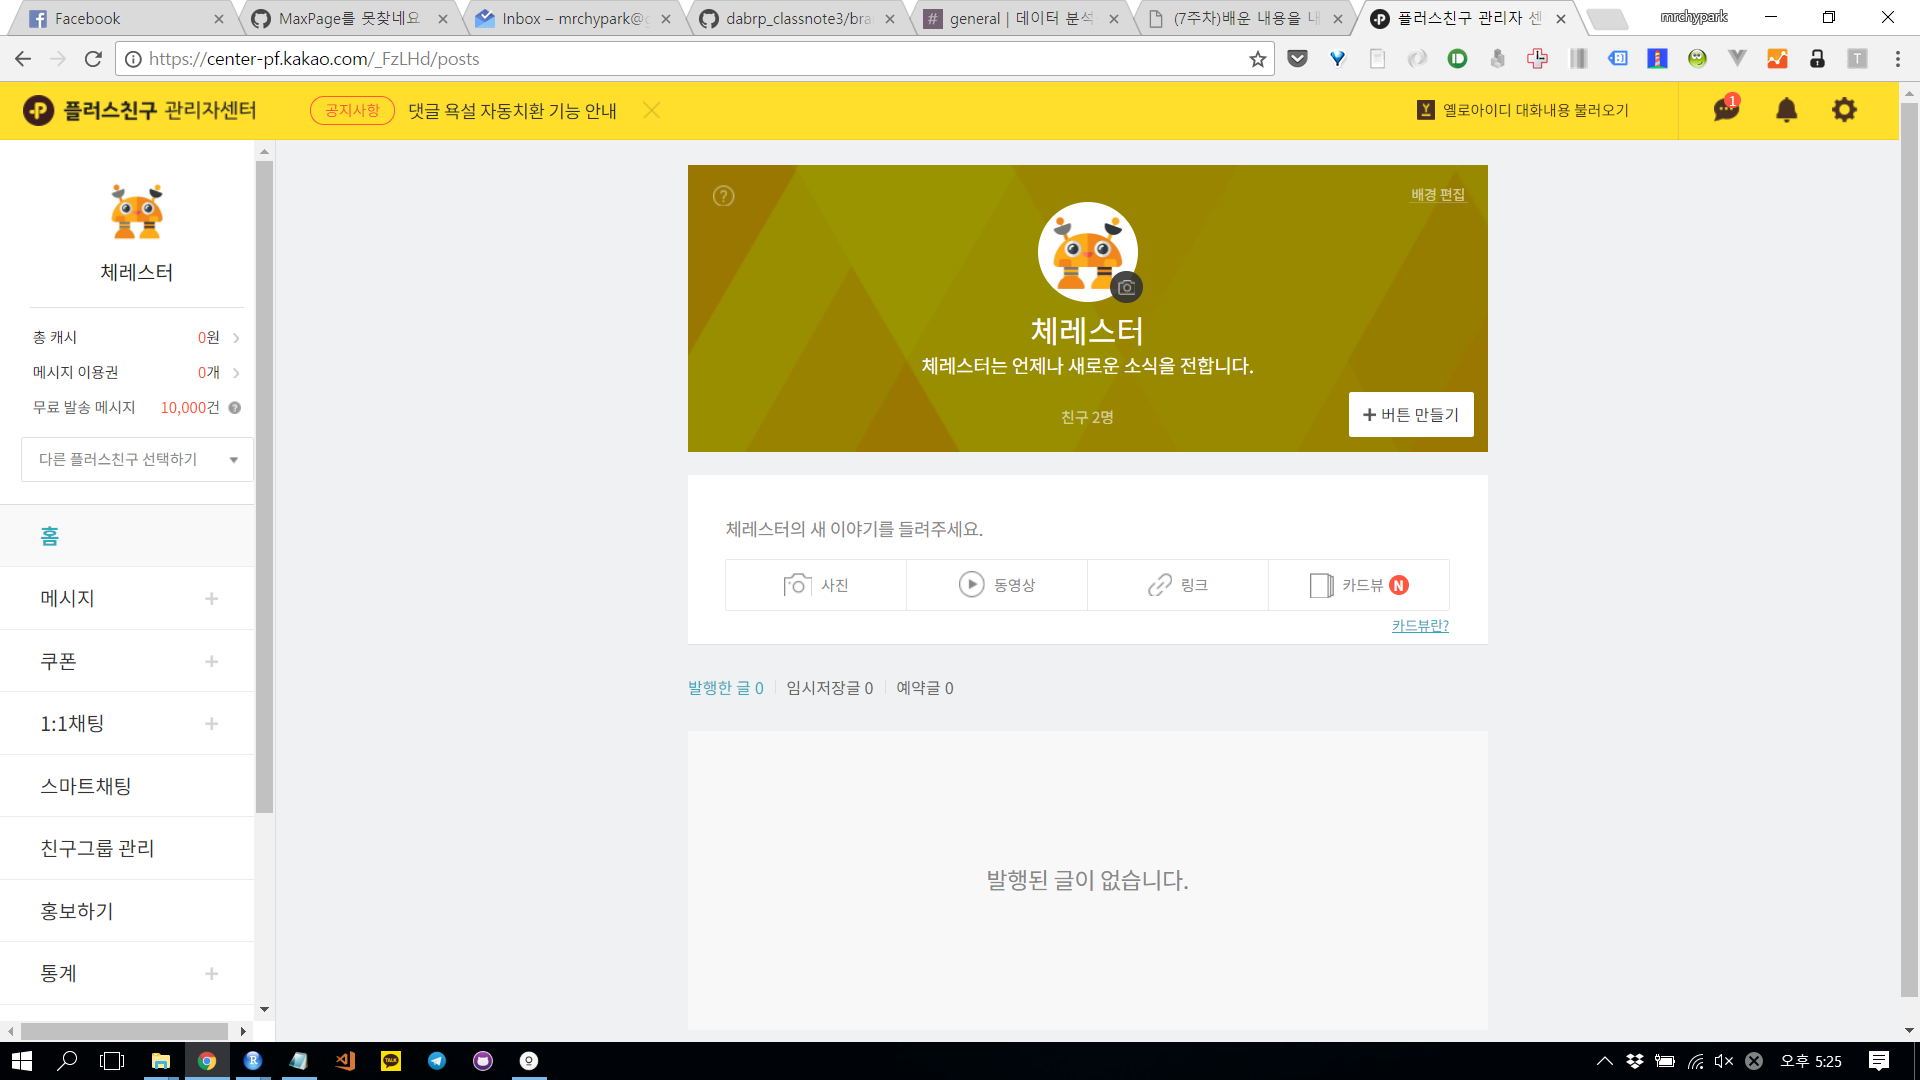 Facebook
MaxPage를 못찾네요
Inbox – mrchypark@g
dabrp_classnote3/bra
general | 데이터 분석
(7주차)배운 내용을 내
플러스친구 관리자 센
mrchypark
https://center-pf.kakao.com/_FzLHd/posts
플러스친구 관리자센터
공지사항
댓글 욕설 자동치환 기능 안내
옐로아이디 대화내용 불러오기
1
체레스터
총 캐시 0원
메시지 이용권 0개
무료 발송 메시지 10,000건
다른 플러스친구 선택하기
홈
메시지
쿠폰
1:1채팅
스마트채팅
친구그룹 관리
홍보하기
통계
배경 편집
체레스터
체레스터는 언제나 새로운 소식을 전합니다.
친구 2명
+ 버튼 만들기
체레스터의 새 이야기를 들려주세요.
사진
동영상
링크
카드뷰 N
카드뷰란?
발행한 글 0
임시저장글 0
예약글 0
발행된 글이 없습니다.
오후 5:25